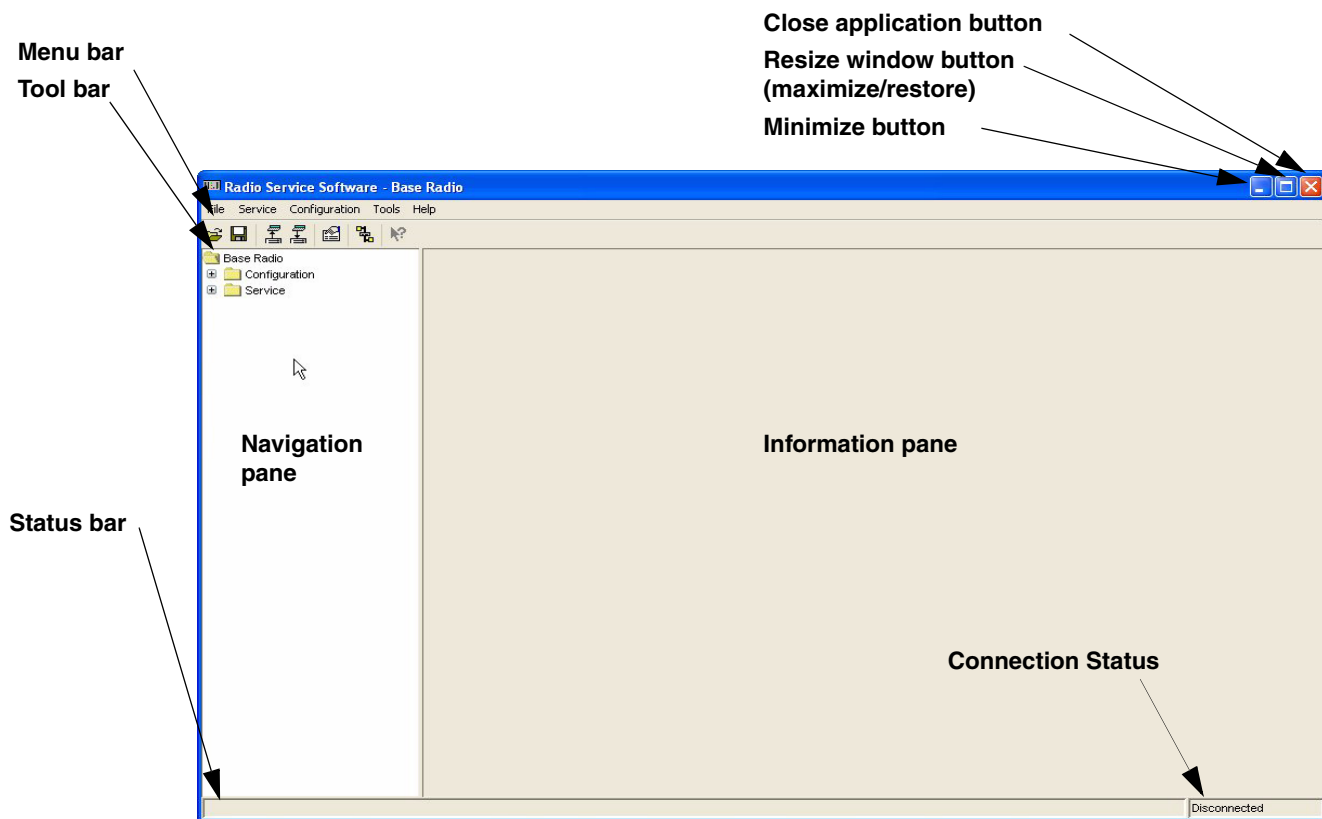 Close application button
Menu bar
Resize window button
(maximize/restore)
Tool bar
Minimize button
Radio Service Software - Base Radio
File Service Configuration Tools Help
Base Radio
Configuration
Service
Navigation
pane
Information pane
Status bar
Connection Status
Disconnected